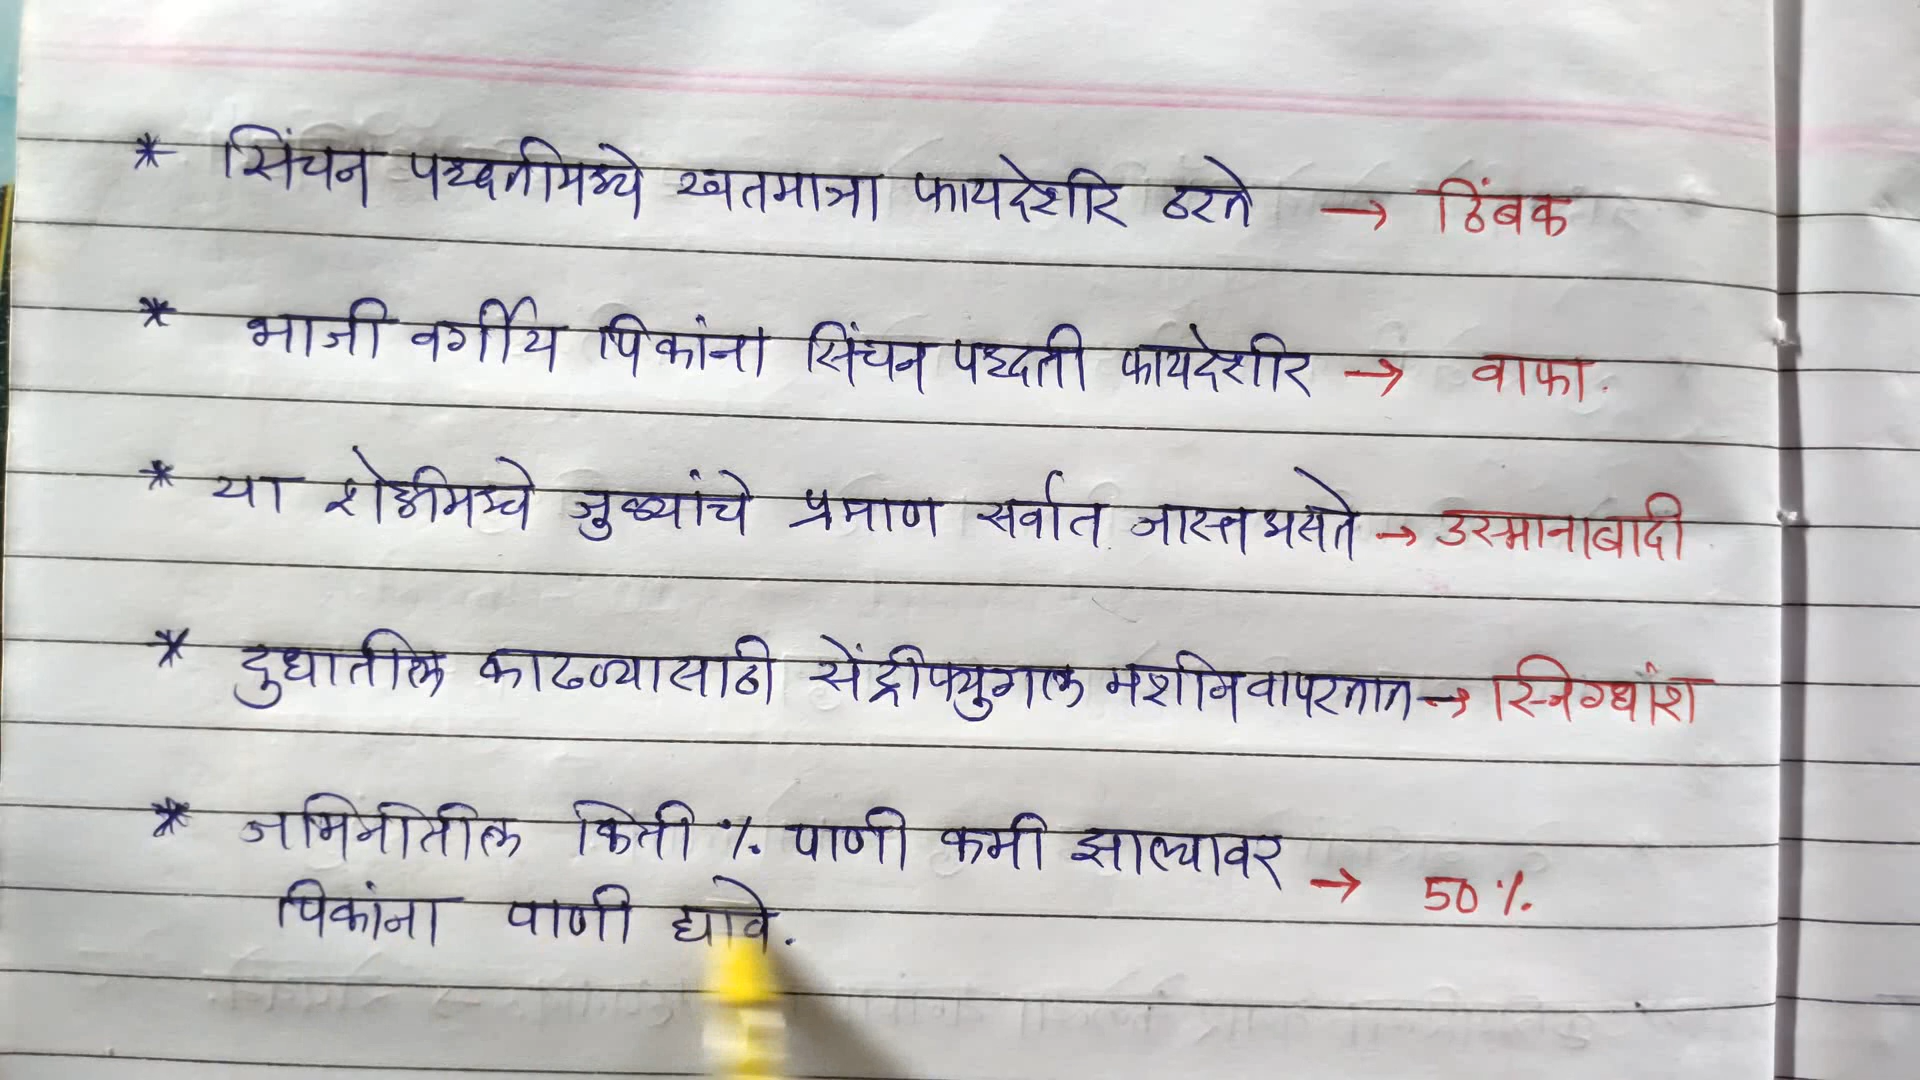 * सिंचन पध्दतीमध्ये खतमात्रा फायदेशीर ठरते → ठिंबक
* भाजी वर्गीय पिकांना सिंचन पध्दती फायदेशीर → वाफा.
* या शेळीमध्ये जुळ्यांचे प्रमाण सर्वात जास्त असते → उस्मानाबादी
* दुधातील काढण्यासाठी सेंद्रीफ्युगल मशीन वापरतात → स्निग्धांश
* जमिनीतील किती % पाणी कमी झाल्यावर
पिकांना पाणी द्यावे. → 50%